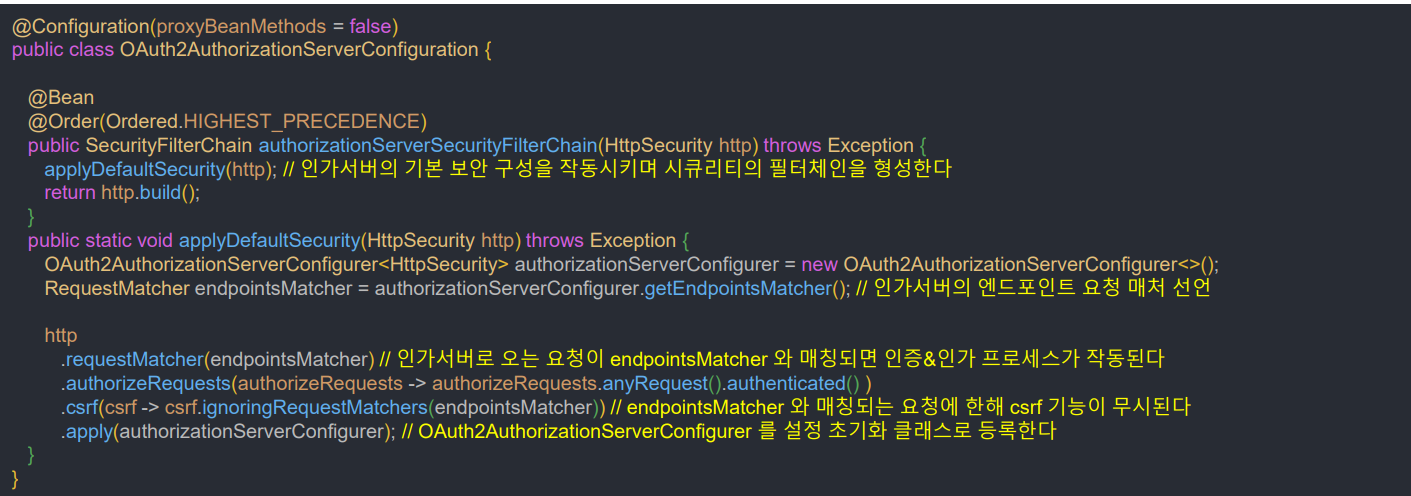 @Configuration(proxyBeanMethods = false)
public class OAuth2AuthorizationServerConfiguration {
@Bean
@Order(Ordered.HIGHEST_PRECEDENCE)
public SecurityFilterChain authorizationServerSecurityFilterChain(HttpSecurity http) throws Exception {
applyDefaultSecurity(http); // 인가서버의 기본 보안 구성을 작동시키며 시큐리티의 필터체인을 형성한다
return http.build();
}
public static void applyDefaultSecurity(HttpSecurity http) throws Exception {
OAuth2AuthorizationServerConfigurer<HttpSecurity> authorizationServerConfigurer = new OAuth2AuthorizationServerConfigurer<>();
RequestMatcher endpointsMatcher = authorizationServerConfigurer.getEndpointsMatcher(); // 인가서버의 엔드포인트 요청 매처 선언
http
.requestMatcher(endpointsMatcher) // 인가서버로 오는 요청이 endpointsMatcher 와 매칭되면 인증&인가 프로세스가 작동된다
.authorizeRequests(authorizeRequests -> authorizeRequests.anyRequest().authenticated() )
.csrf(csrf -> csrf.ignoringRequestMatchers(endpointsMatcher)) // endpointsMatcher 와 매칭되는 요청에 한해 csrf 기능이 무시된다
.apply(authorizationServerConfigurer); // OAuth2AuthorizationServerConfigurer 를 설정 초기화 클래스로 등록한다
}
}